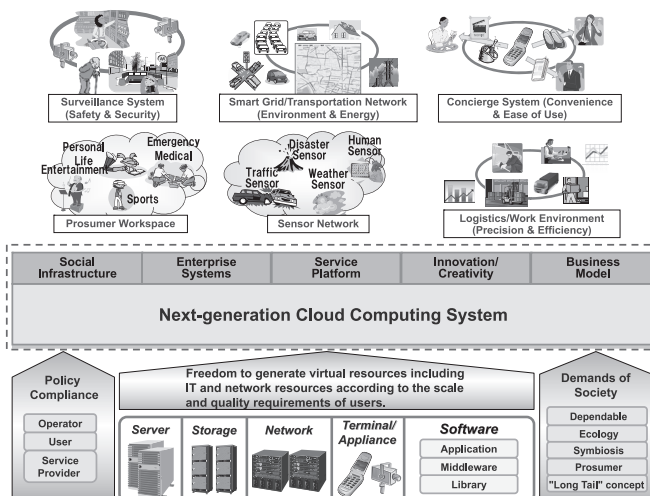 Surveillance System
(Safety & Security)
Smart Grid/Transportation Network
(Environment & Energy)
Concierge System (Convenience
& Ease of Use)
Personal
Life
Entertainment
Emergency
Medical
Sports
Prosumer Workspace
Disaster
Sensor
Human
Sensor
Traffic
Sensor
Weather
Sensor
Sensor Network
Logistics/Work Environment
(Precision & Efficiency)
Social
Infrastructure
Enterprise
Systems
Service
Platform
Innovation/
Creativity
Business
Model
Next-generation Cloud Computing System
Policy
Compliance
Operator
User
Service
Provider
Freedom to generate virtual resources including
IT and network resources according to the scale
and quality requirements of users.
Server
Storage
Network
Terminal/
Appliance
Software
Application
Middleware
Library
Demands of
Society
Dependable
Ecology
Symbiosis
Prosumer
"Long Tail" concept